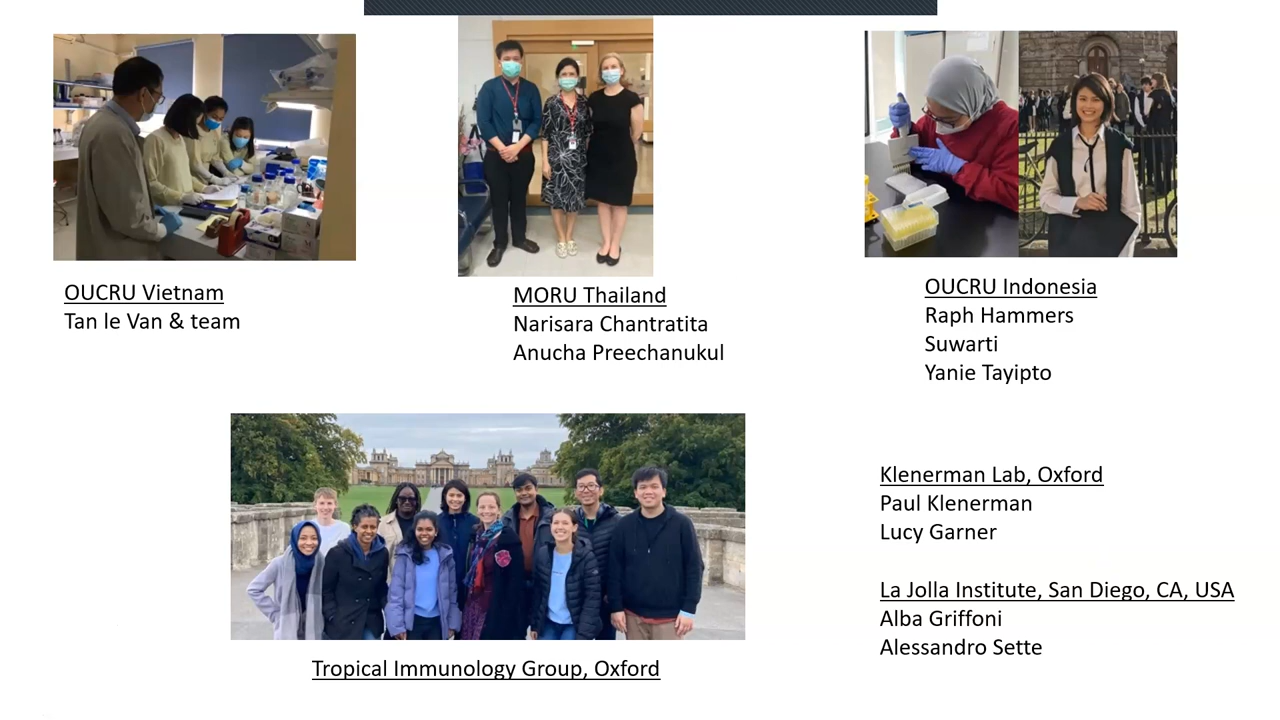 OUCRU Vietnam
Tan le Van & team
MORU Thailand
Narisara Chantratita
Anucha Preechanukul
OUCRU Indonesia
Raph Hammers
Suwarti
Yanie Tayipto
Tropical Immunology Group, Oxford
Klenerman Lab, Oxford
Paul Klenerman
Lucy Garner
La Jolla Institute, San Diego, CA, USA
Alba Griffoni
Alessandro Sette